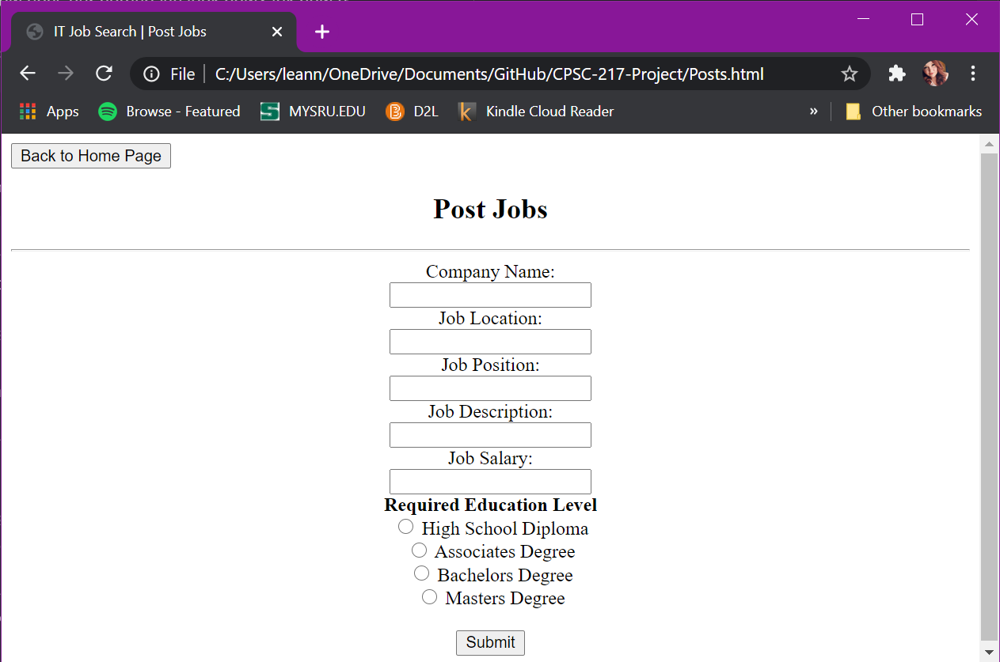 IT Job Search | Post Jobs
File | C:/Users/leann/OneDrive/Documents/GitHub/CPSC-217-Project/Posts.html
Apps Browse - Featured MYSRU.EDU D2L Kindle Cloud Reader » Other bookmarks
Back to Home Page
Post Jobs
Company Name:
Job Location:
Job Position:
Job Description:
Job Salary:
Required Education Level
High School Diploma
Associates Degree
Bachelors Degree
Masters Degree
Submit